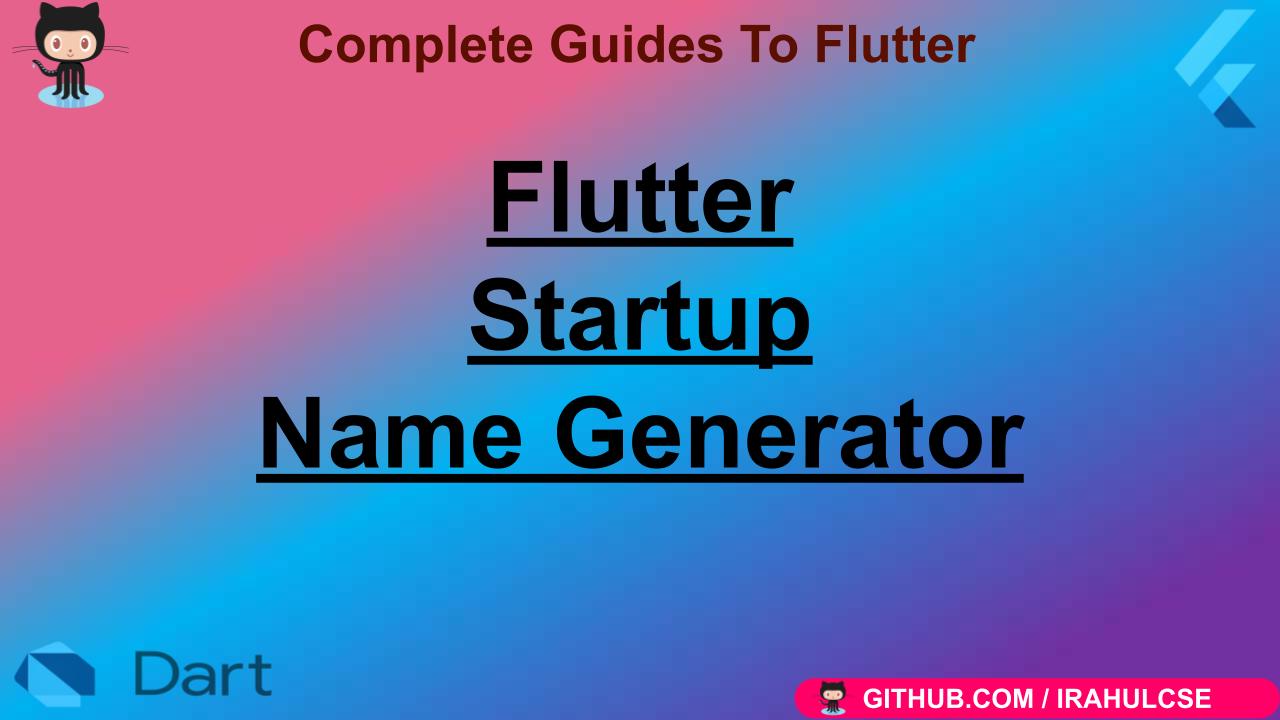 Complete Guides To Flutter
Flutter
Startup
Name Generator
Dart
GITHUB.COM / IRAHULCSE